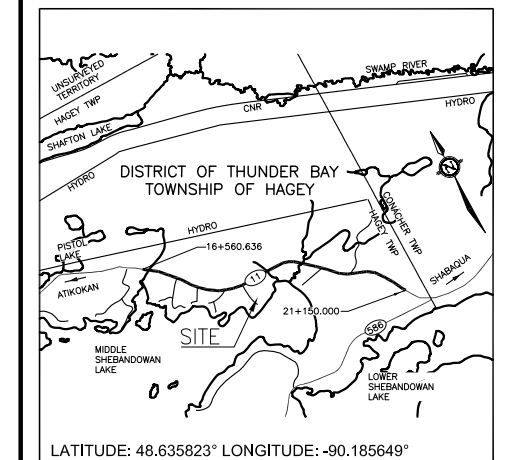 UNSURVEYED
TERRITORY
HAGEY TWP
SHAFTON LAKE
SWAMP RIVER
CNR
HYDRO
HYDRO
DISTRICT OF THUNDER BAY
TOWNSHIP OF HAGEY
N
CONACHER TWP
HAGEY TWP
HYDRO
16+560.636
PISTOL
LAKE
ATIKOKAN
11
SHABAQUA
21+150.000
SITE
586
MIDDLE
SHEBANDOWAN
LAKE
LOWER
SHEBANDOWAN
LAKE
LATITUDE: 48.635823° LONGITUDE: -90.185649°